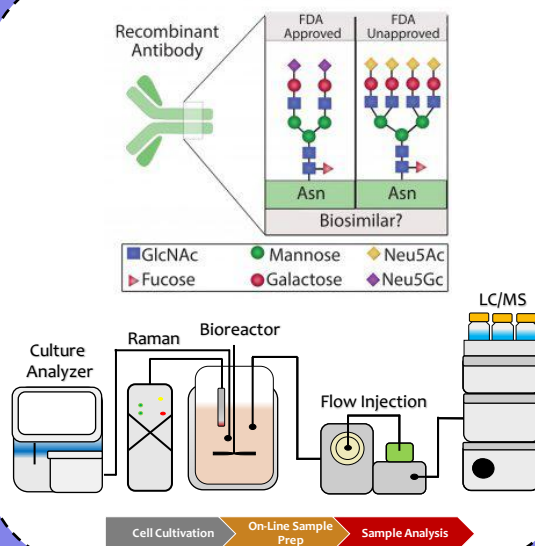 Recombinant
Antibody
FDA
Approved
FDA
Unapproved
Asn
Asn
Biosimilar?
GlcNAc
Mannose
Neu5Ac
Fucose
Galactose
Neu5Gc
LC/MS
Bioreactor
Raman
Culture
Analyzer
Flow Injection
Cell Cultivation
On-Line Sample
Prep
Sample Analysis